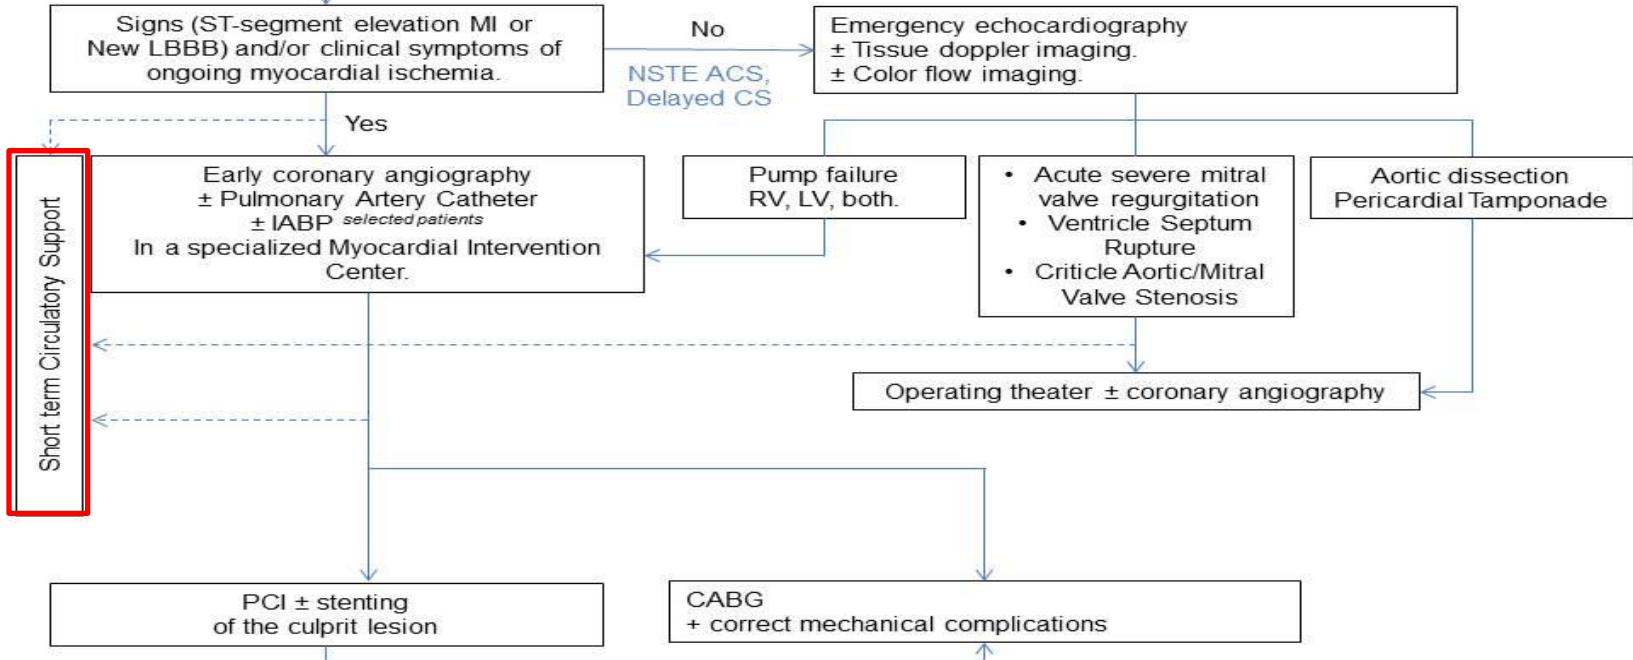 Signs (ST-segment elevation MI or
New LBBB) and/or clinical symptoms of
ongoing myocardial ischemia.
No
NSTE ACS,
Delayed CS
Emergency echocardiography
± Tissue doppler imaging.
± Color flow imaging.
Yes
Short term Circulatory Support
Early coronary angiography
± Pulmonary Artery Catheter
± IABP selected patients
In a specialized Myocardial Intervention
Center.
Pump failure
RV, LV, both.
• Acute severe mitral
valve regurgitation
• Ventricle Septum
Rupture
• Criticle Aortic/Mitral
Valve Stenosis
Aortic dissection
Pericardial Tamponade
Operating theater ± coronary angiography
PCI ± stenting
of the culprit lesion
CABG
+ correct mechanical complications